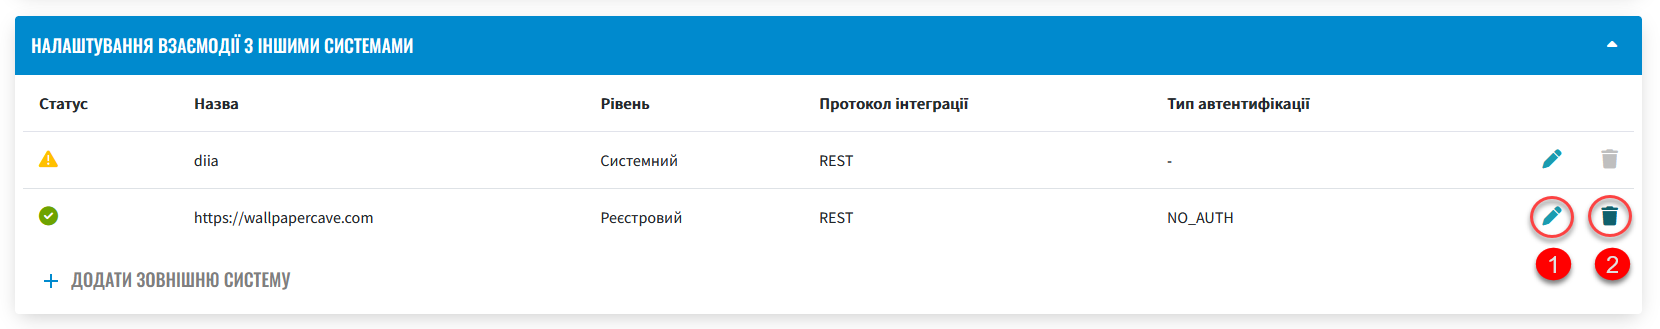 НАЛАШТУВАННЯ ВЗАЄМОДІЇ З ІНШИМИ СИСТЕМАМИ
Статус Назва Рівень Протокол інтеграції Тип автентифікації
diia Системний REST -
https://wallpapercave.com Реєстровий REST NO_AUTH
1 2
+ ДОДАТИ ЗОВНІШНЮ СИСТЕМУ